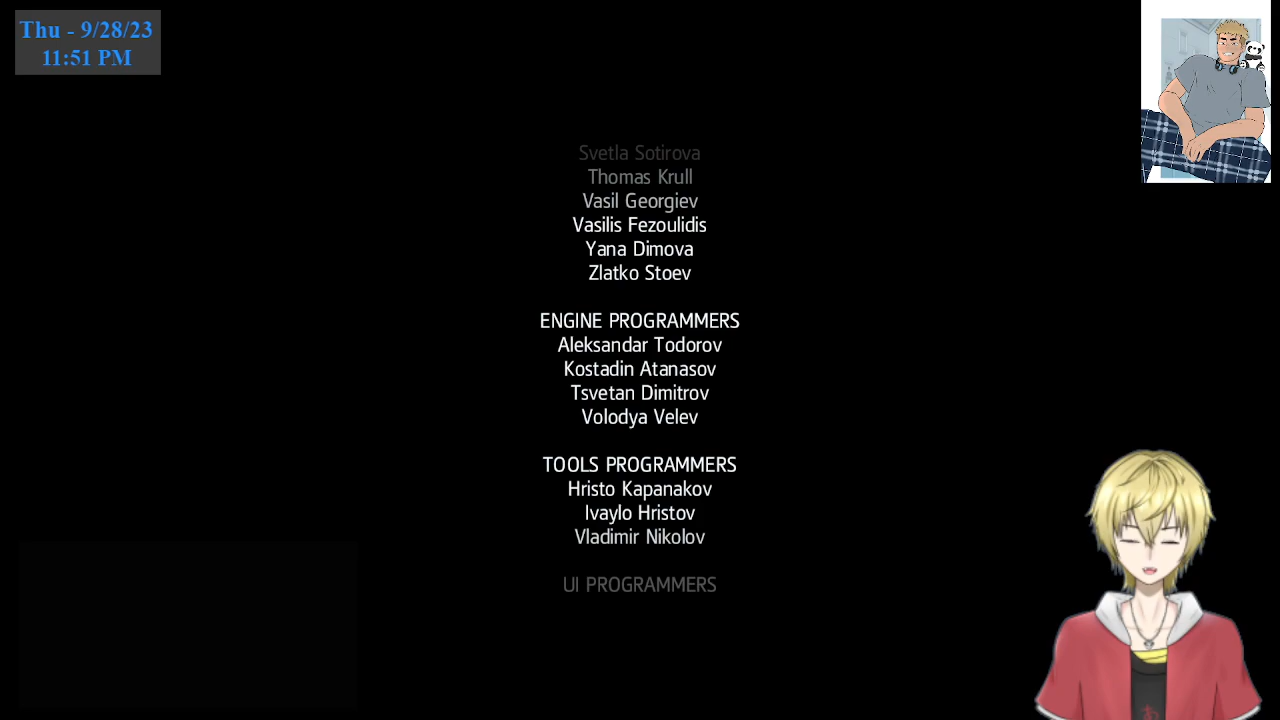 Thu - 9/28/23
11:51 PM
Svetla Sotirova
Thomas Krull
Vasil Georgiev
Vasilis Fezoulidis
Yana Dimova
Zlatko Stoev
ENGINE PROGRAMMERS
Aleksandar Todorov
Kostadin Atanasov
Tsvetan Dimitrov
Volodya Velev
TOOLS PROGRAMMERS
Hristo Kapanakov
Ivaylo Hristov
Vladimir Nikolov
UI PROGRAMMERS